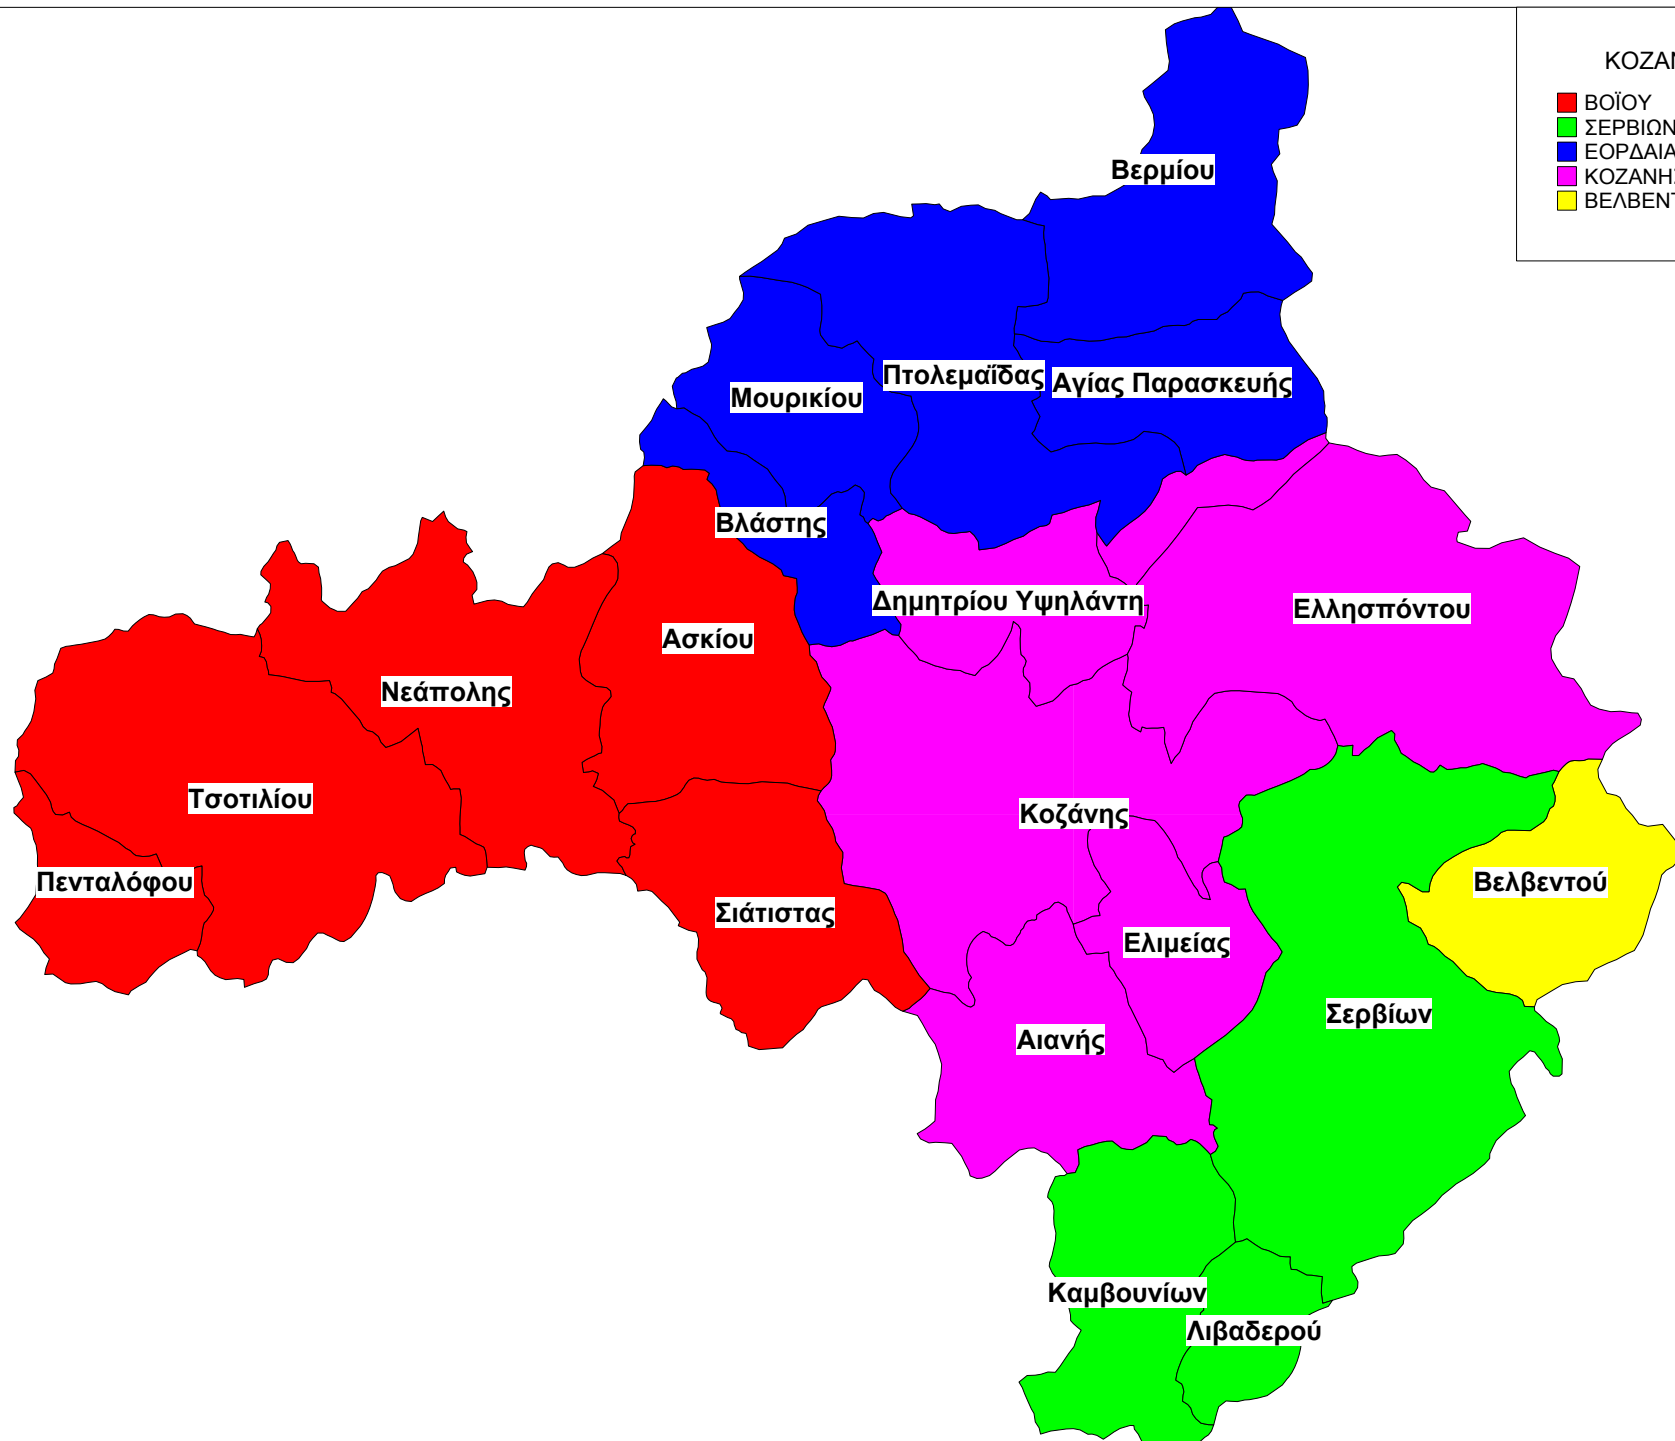 ΚΟΖΑΝ
ΒΟΪΟΥ
ΣΕΡΒΙΩΝ
ΕΟΡΔΑΙΑ
ΚΟΖΑΝΗΣ
ΒΕΛΒΕΝΤ
Βερμίου
Πτολεμαΐδας
Αγίας Παρασκευής
Μουρικίου
Βλάστης
Δημητρίου Υψηλάντη
Ελλησπόντου
Ασκίου
Νεάπολης
Τσοτιλίου
Κοζάνης
Πενταλόφου
Βελβεντού
Σιάτιστας
Ελιμείας
Σερβίων
Αιανής
Καμβουνίων
Λιβαδερού